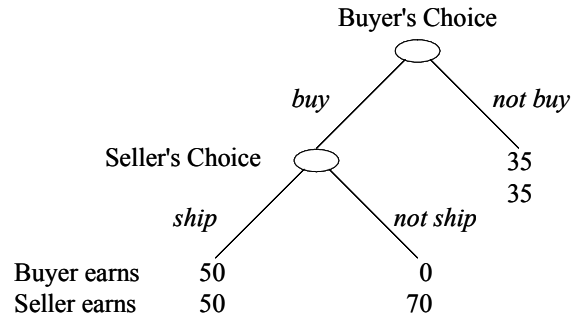 Buyer's Choice
buy
not buy
Seller's Choice
35
35
ship
not ship
Buyer earns 50 0
Seller earns 50 70